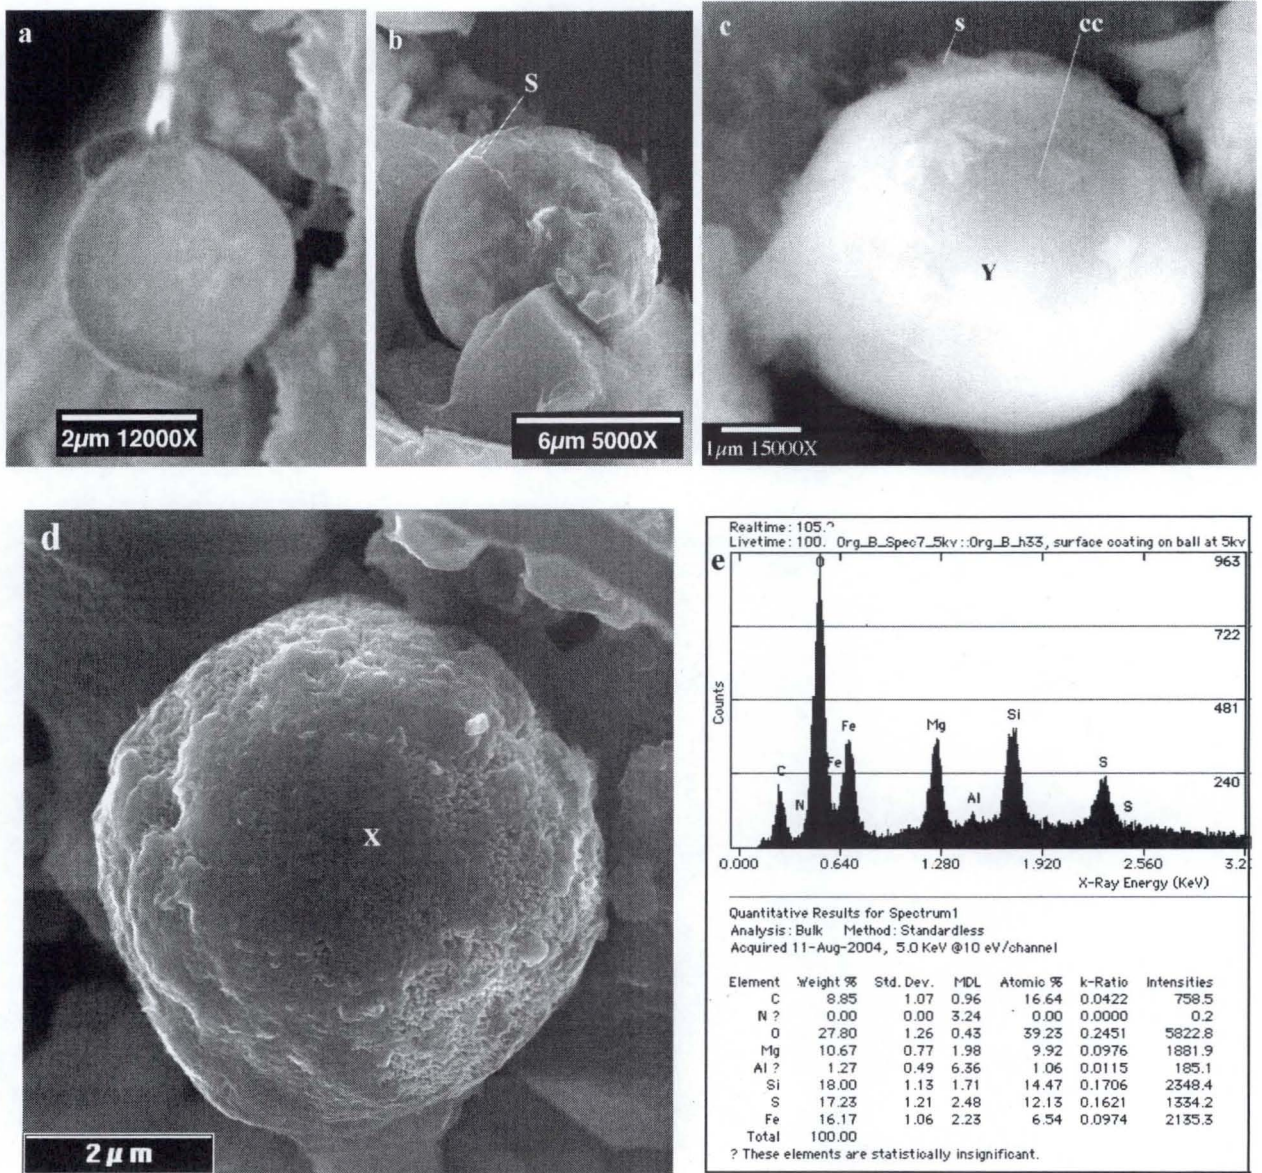 a
2µm 12000X
b
S
6µm 5000X
c
s
cc
Y
1µm 15000X
d
X
2 µ m
e
Realtime: 105.?
Livetime: 100. Org_B_Spec7_5kv::Org_B_h33, surface coating on ball at 5kv
O
963
722
481
240
Counts
C
N
Fe
Fe
Mg
Al
Si
S
S
0.000 0.640 1.280 1.920 2.560 3.2
X-Ray Energy (KeV)
Quantitative Results for Spectrum1
Analysis: Bulk Method: Standardless
Acquired 11-Aug-2004, 5.0 KeV @10 eV/channel
Element Weight % Std. Dev. MDL Atomic % k-Ratio Intensities
C 8.85 1.07 0.96 16.64 0.0422 758.5
N ? 0.00 0.00 3.24 0.00 0.0000 0.2
O 27.80 1.26 0.43 39.23 0.2451 5822.8
Mg 10.67 0.77 1.98 9.92 0.0976 1881.9
Al ? 1.27 0.49 6.36 1.06 0.0115 185.1
Si 18.00 1.13 1.71 14.47 0.1706 2348.4
S 17.23 1.21 2.48 12.13 0.1621 1334.2
Fe 16.17 1.06 2.23 6.54 0.0974 2135.3
Total 100.00
? These elements are statistically insignificant.